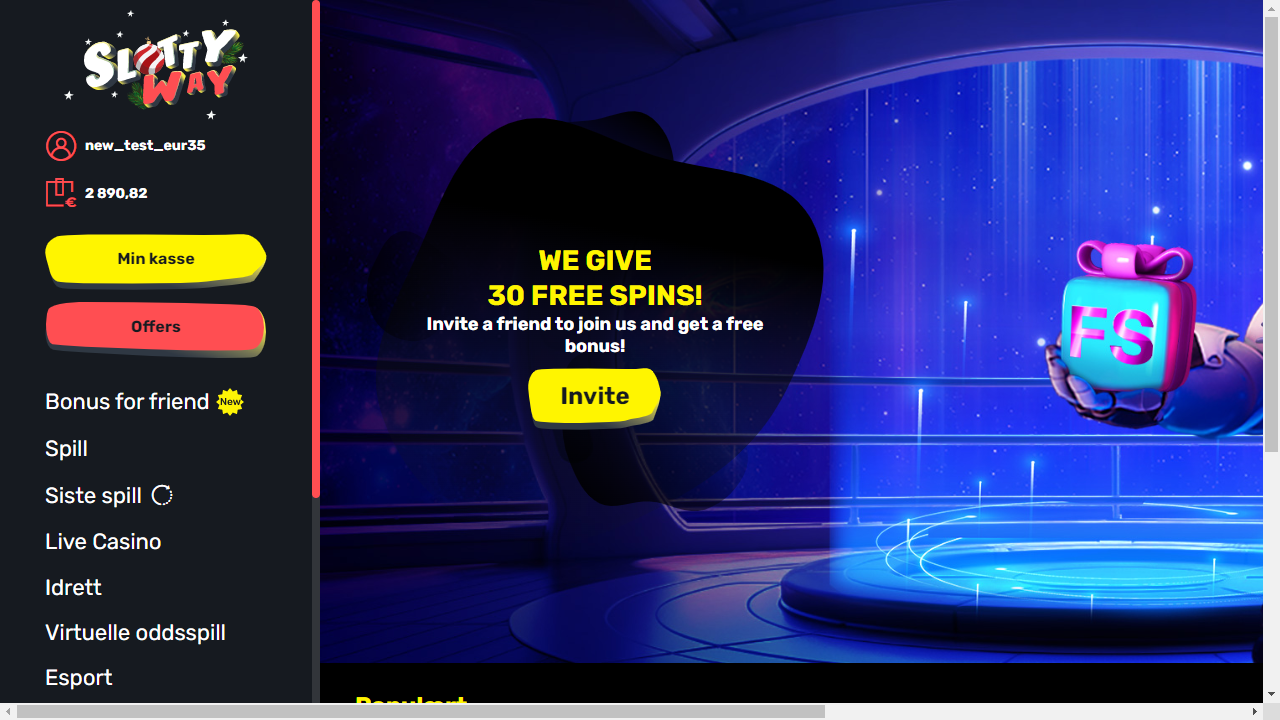 SLOTTY
WAY
new_test_eur35
2 890,82
Min kasse
Offers
Bonus for friend New
Spill
Siste spill
Live Casino
Idrett
Virtuelle oddsspill
Esport
WE GIVE
30 FREE SPINS!
Invite a friend to join us and get a free
bonus!
Invite
FS